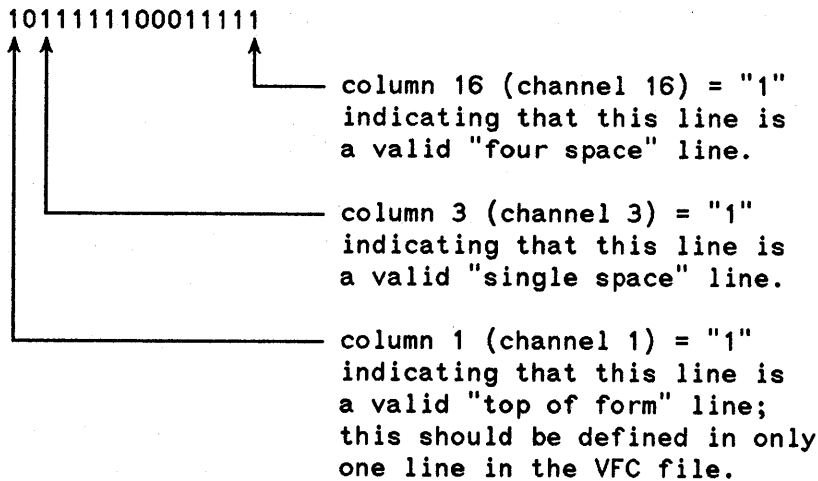 1011111100011111
column 16 (channel 16) = "1"
indicating that this line is
a valid "four space" line.
column 3 (channel 3) = "1"
indicating that this line is
a valid "single space" line.
column 1 (channel 1) = "1"
indicating that this line is
a valid "top of form" line;
this should be defined in only
one line in the VFC file.